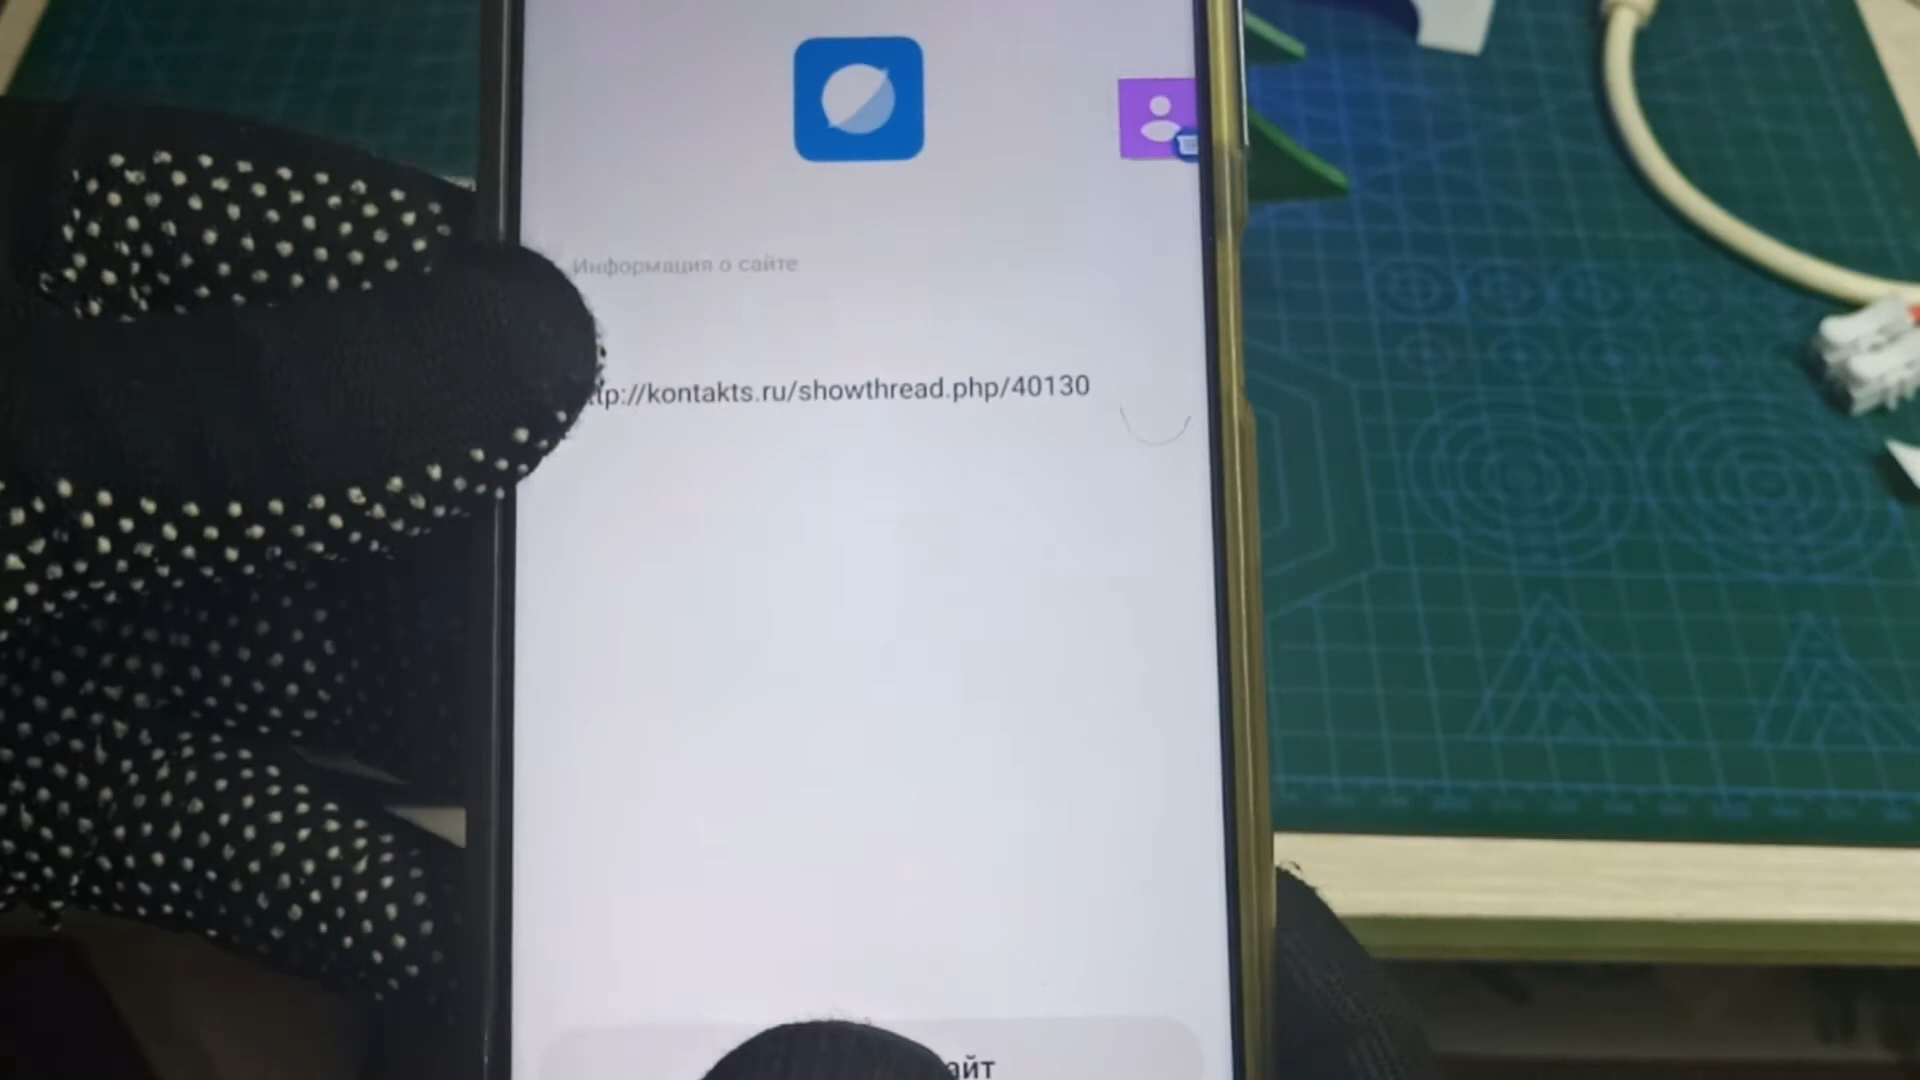 Информация о сайте
tp://kontakts.ru/showthread.php/40130
айт